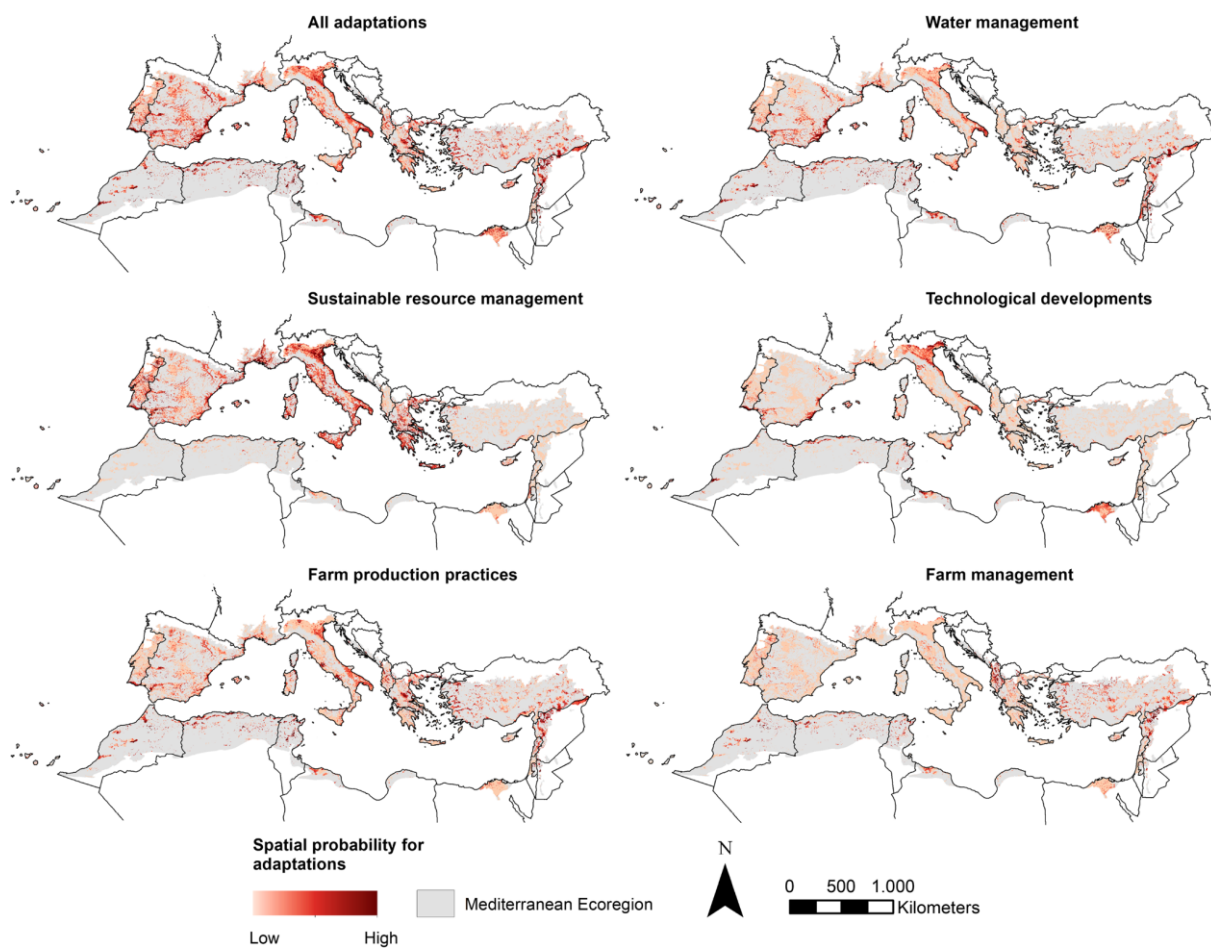 All adaptations
Water management
Sustainable resource management
Technological developments
Farm production practices
Farm management
Spatial probability for
adaptations
Low
High
Mediterranean Ecoregion
N
0 500 1.000
Kilometers